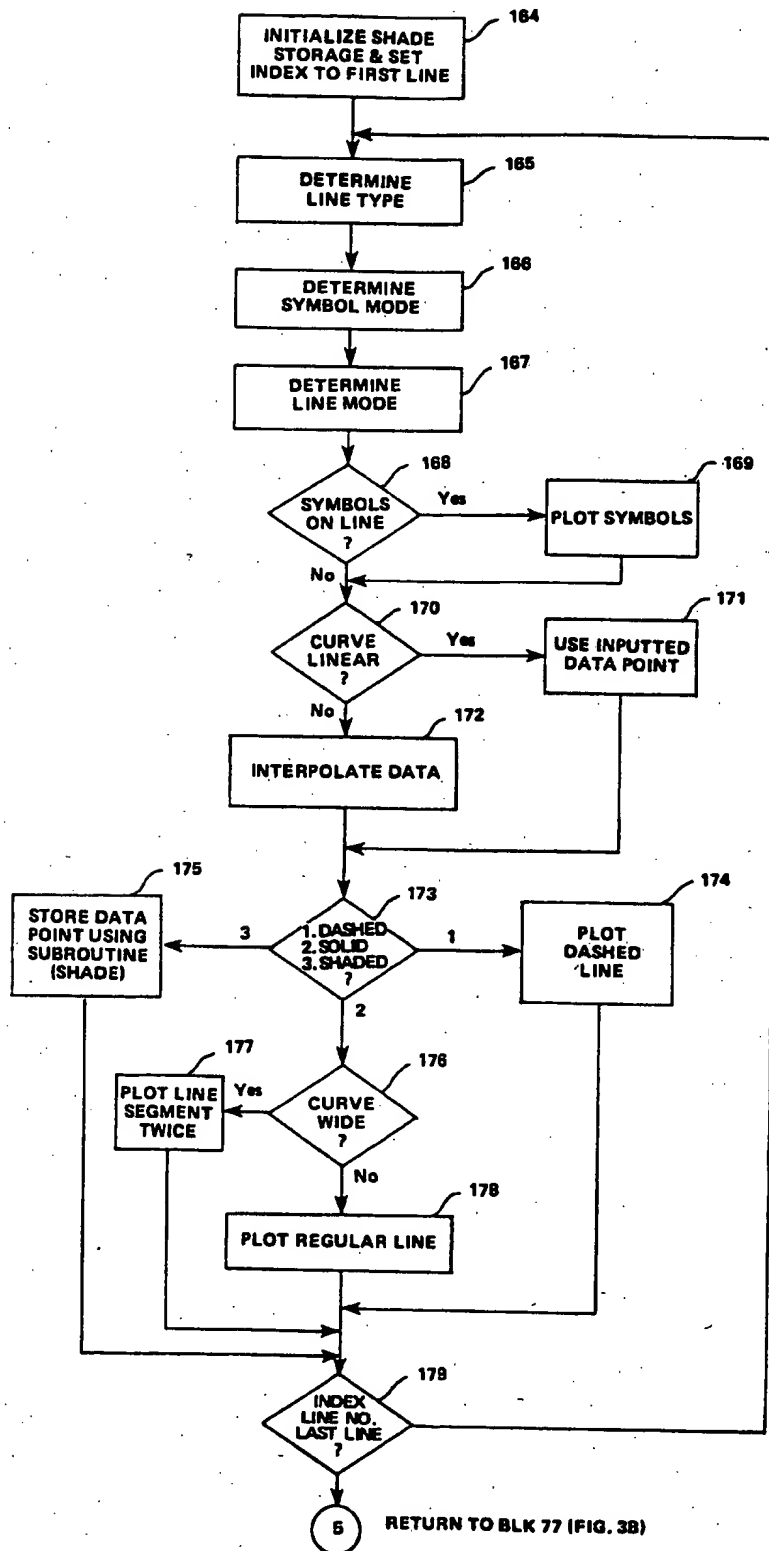 164
INITIALIZE SHADE
STORAGE & SET
INDEX TO FIRST LINE
165
DETERMINE
LINE TYPE
166
DETERMINE
SYMBOL MODE
167
DETERMINE
LINE MODE
168
SYMBOLS
ON LINE
?
Yes
No
169
PLOT SYMBOLS
170
CURVE
LINEAR
?
Yes
No
171
USE INPUTTED
DATA POINT
172
INTERPOLATE DATA
173
1. DASHED
2. SOLID
3. SHADED
?
3
1
2
175
STORE DATA
POINT USING
SUBROUTINE
(SHADE)
174
PLOT
DASHED
LINE
176
CURVE
WIDE
?
Yes
No
177
PLOT LINE
SEGMENT
TWICE
178
PLOT REGULAR LINE
179
INDEX
LINE NO.
LAST LINE
?
5 RETURN TO BLK 77 (FIG. 3B)